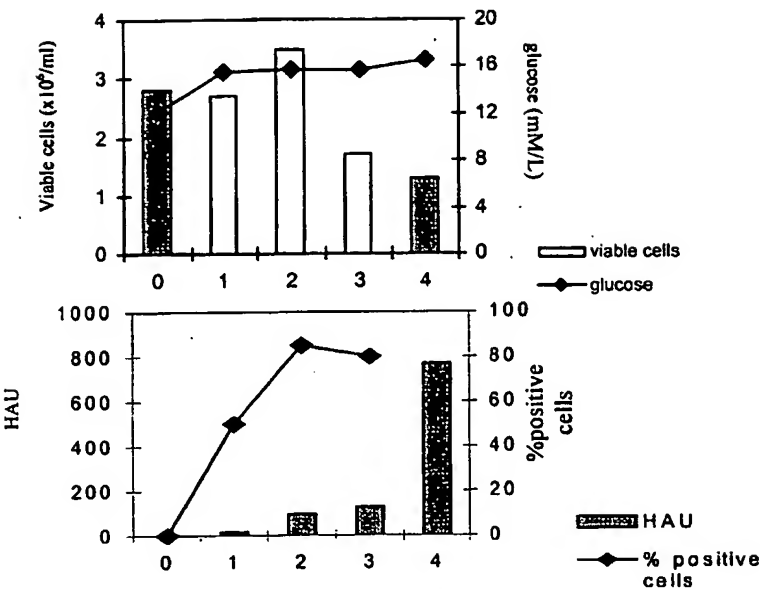 4
3
2
1
0
Viable cells (x10⁶/ml)
20
16
12
8
4
0
glucose (mM/L)
0 1 2 3 4
viable cells
glucose
1000
800
600
400
200
0
HAU
100
80
60
40
20
0
%positive
cells
0 1 2 3 4
HAU
% positive
cells